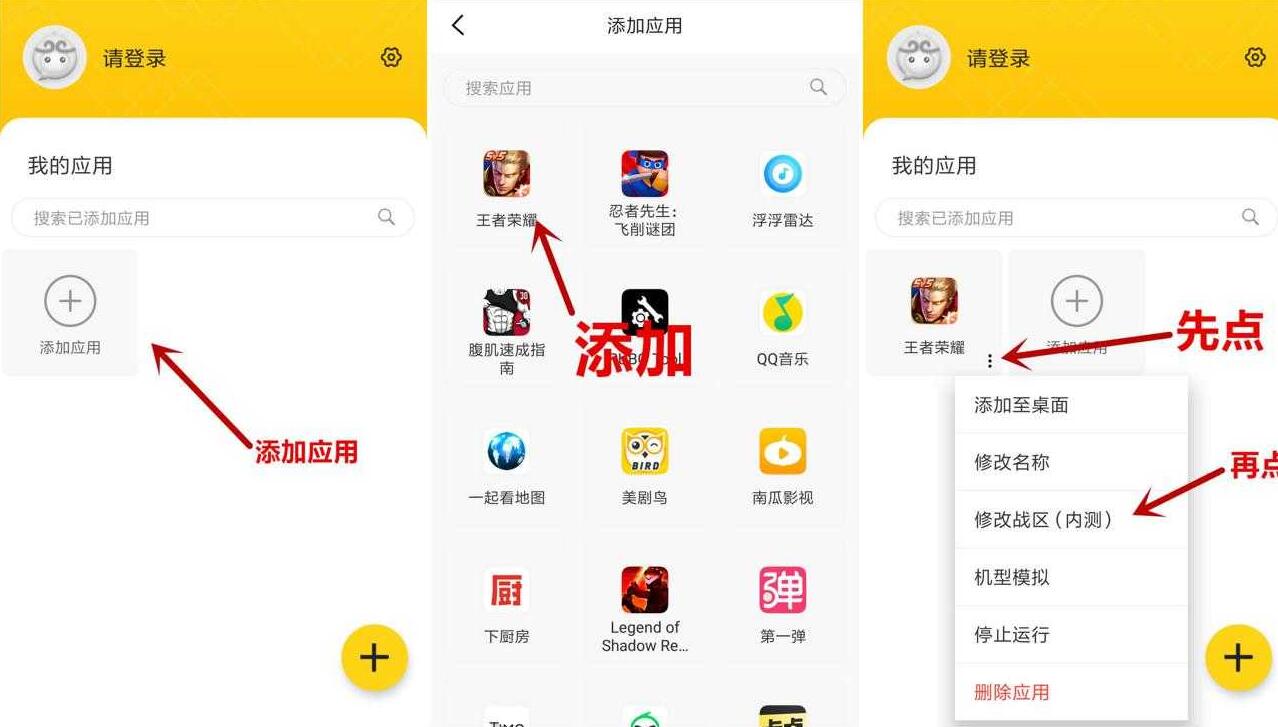 请登录
我的应用
搜索已添加应用
添加应用
添加应用
添加应用
搜索应用
5v5
王者荣耀
忍者先生：
飞削谜团
浮浮雷达
添加
30
腹肌速成指
南
QQ音乐
一起看地图
BIRD
美剧鸟
南瓜影视
厨
下厨房
Legend of
Shadow Re...
弹
第一弹
请登录
我的应用
搜索已添加应用
5v5
王者荣耀
添加应用
先点
添加至桌面
修改名称
再点
修改战区（内测）
机型模拟
停止运行
删除应用